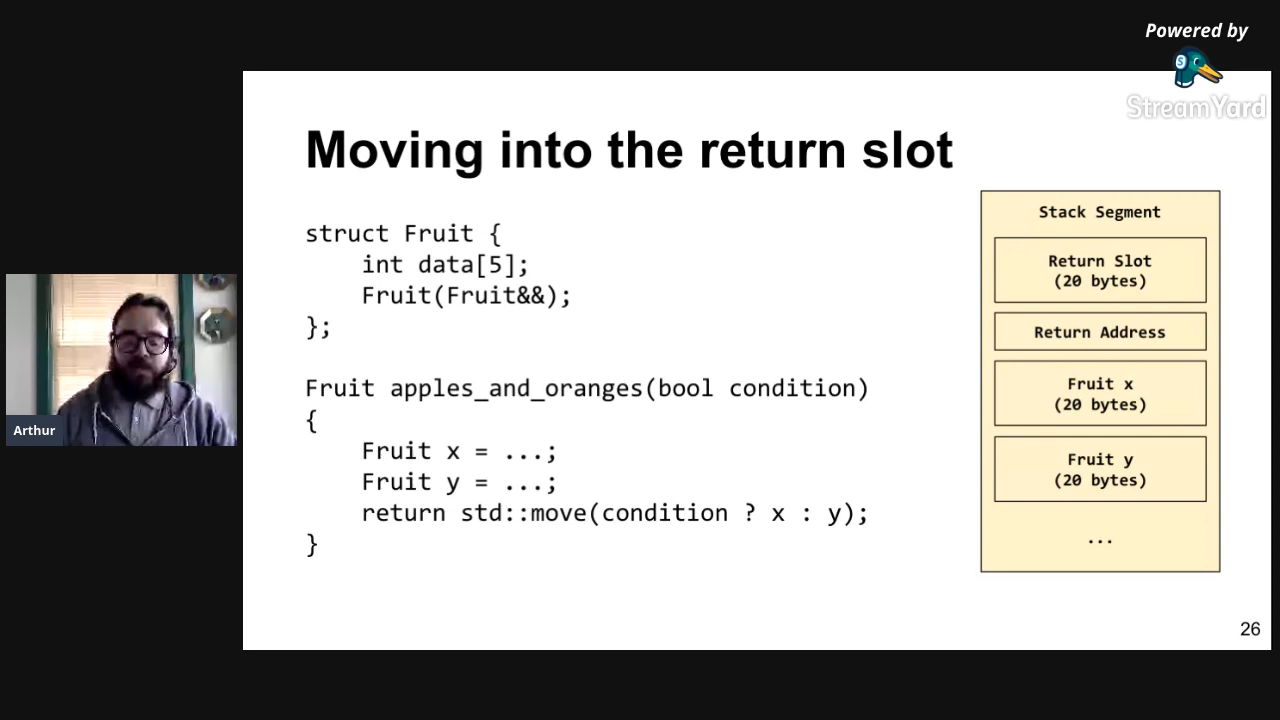 Powered by
StreamYard
Moving into the return slot
struct Fruit {
    int data[5];
    Fruit(Fruit&&);
};
Fruit apples_and_oranges(bool condition)
{
    Fruit x = ...;
    Fruit y = ...;
    return std::move(condition ? x : y);
}
Stack Segment
Return Slot
(20 bytes)
Return Address
Fruit x
(20 bytes)
Fruit y
(20 bytes)
...
Arthur
26